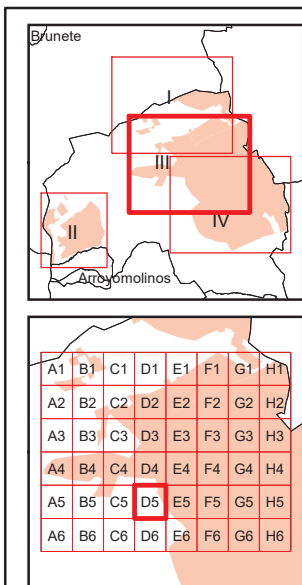 Brunete
I
III
II
IV
Arroyomolinos
A1 B1 C1 D1 E1 F1 G1 H1
A2 B2 C2 D2 E2 F2 G2 H2
A3 B3 C3 D3 E3 F3 G3 H3
A4 B4 C4 D4 E4 F4 G4 H4
A5 B5 C5 D5 E5 F5 G5 H5
A6 B6 C6 D6 E6 F6 G6 H6